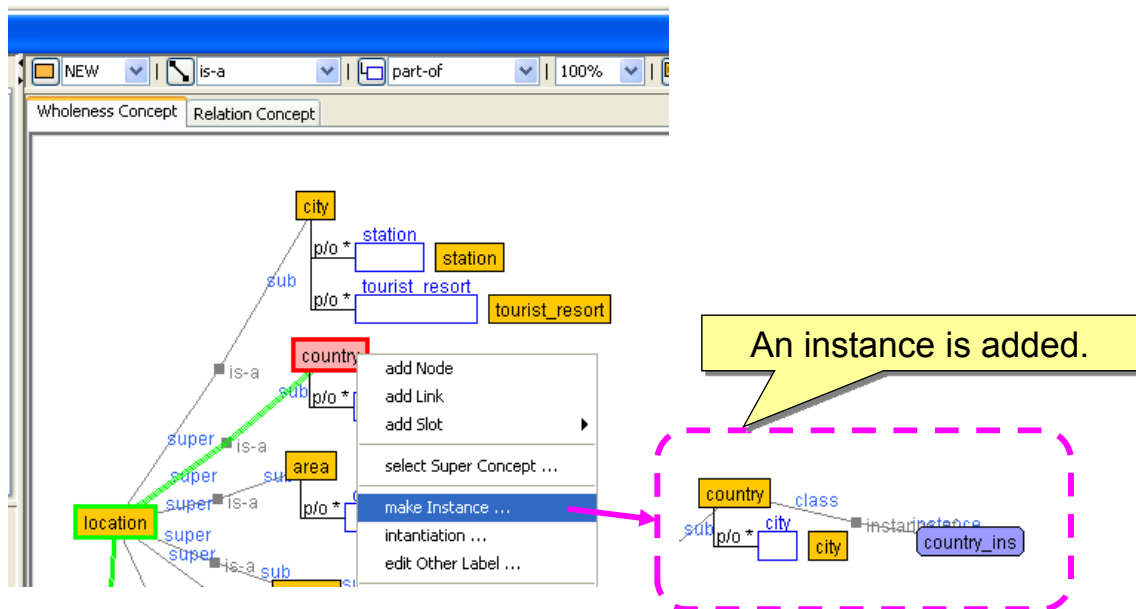 NEW | is-a | part-of | 100% |
Wholeness Concept Relation Concept
city
p/o * station
station
sub
p/o * tourist_resort
tourist_resort
country
is-a
sub p/o *
super is-a
super sub area
super is-a p/o *
location
super
super is-a sub
add Node
add Link
add Slot
select Super Concept ...
make Instance ...
intantiation ...
edit Other Label ...
An instance is added.
country class
sub p/o * city
city
instance
country_ins